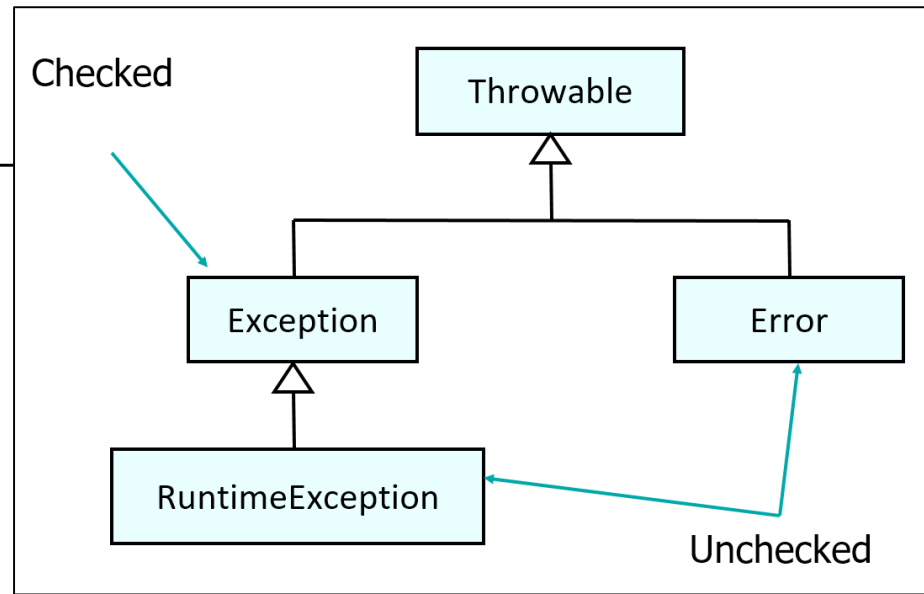 Checked
Throwable
Exception
Error
RuntimeException
Unchecked